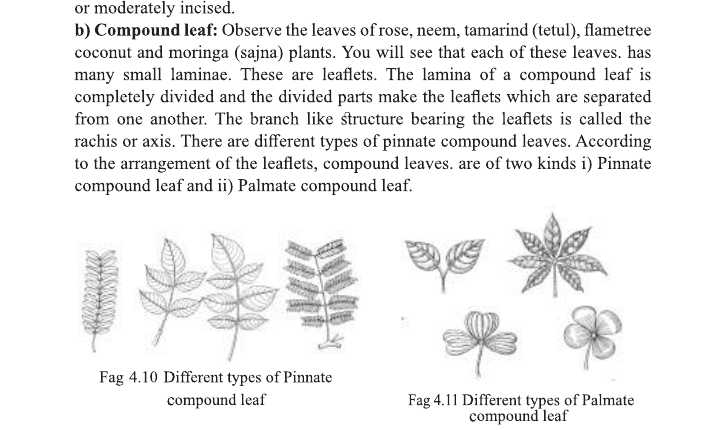 or moderately incised.
b) Compound leaf: Observe the leaves of rose, neem, tamarind (tetul), flametree
coconut and moringa (sajna) plants. You will see that each of these leaves. has
many small laminae. These are leaflets. The lamina of a compound leaf is
completely divided and the divided parts make the leaflets which are separated
from one another. The branch like structure bearing the leaflets is called the
rachis or axis. There are different types of pinnate compound leaves. According
to the arrangement of the leaflets, compound leaves. are of two kinds i) Pinnate
compound leaf and ii) Palmate compound leaf.
Fag 4.10 Different types of Pinnate
compound leaf
Fag 4.11 Different types of Palmate
compound leaf